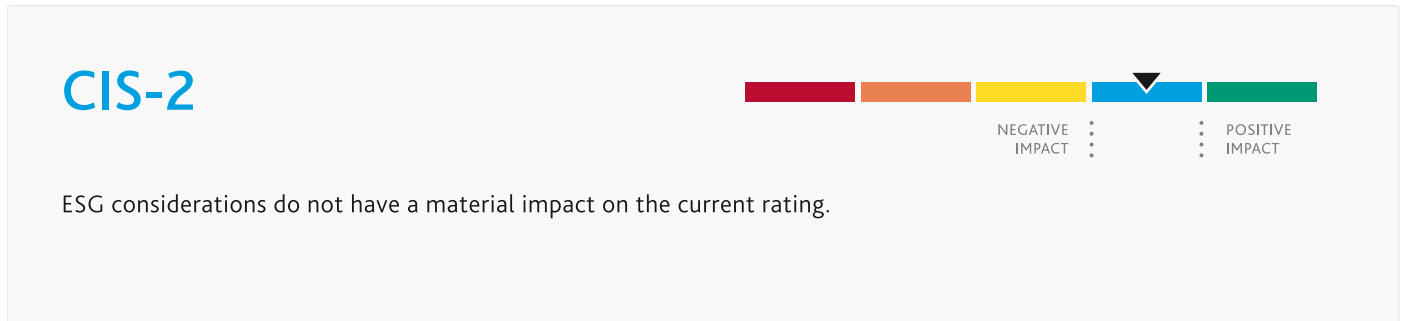 CIS-2
NEGATIVE
IMPACT
POSITIVE
IMPACT
ESG considerations do not have a material impact on the current rating.